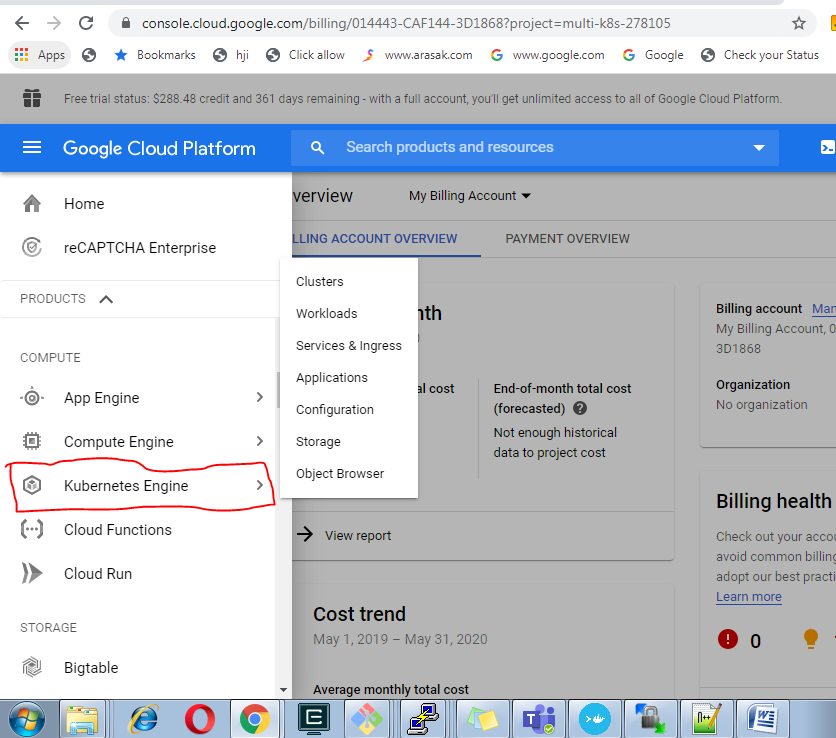 console.cloud.google.com/billing/014443-CAF144-3D1868?project=multi-k8s-278105
Apps Bookmarks hji Click allow www.arasak.com www.google.com Google Check your Status
Free trial status: $288.48 credit and 361 days remaining - with a full account, you'll get unlimited access to all of Google Cloud Platform.
Google Cloud Platform Search products and resources
Home
reCAPTCHA Enterprise
PRODUCTS
COMPUTE
App Engine
Compute Engine
Kubernetes Engine
Cloud Functions
Cloud Run
STORAGE
Bigtable
Clusters
Workloads
Services & Ingress
Applications
Configuration
Storage
Object Browser
verview My Billing Account
LLING ACCOUNT OVERVIEW PAYMENT OVERVIEW
nth
al cost
End-of-month total cost
(forecasted)
Not enough historical
data to project cost
View report
Cost trend
May 1, 2019 – May 31, 2020
Average monthly total cost
Billing account Man
My Billing Account, 0
3D1868
Organization
No organization
Billing health
Check out your accou
avoid common billing
adopt our best practi
Learn more
0